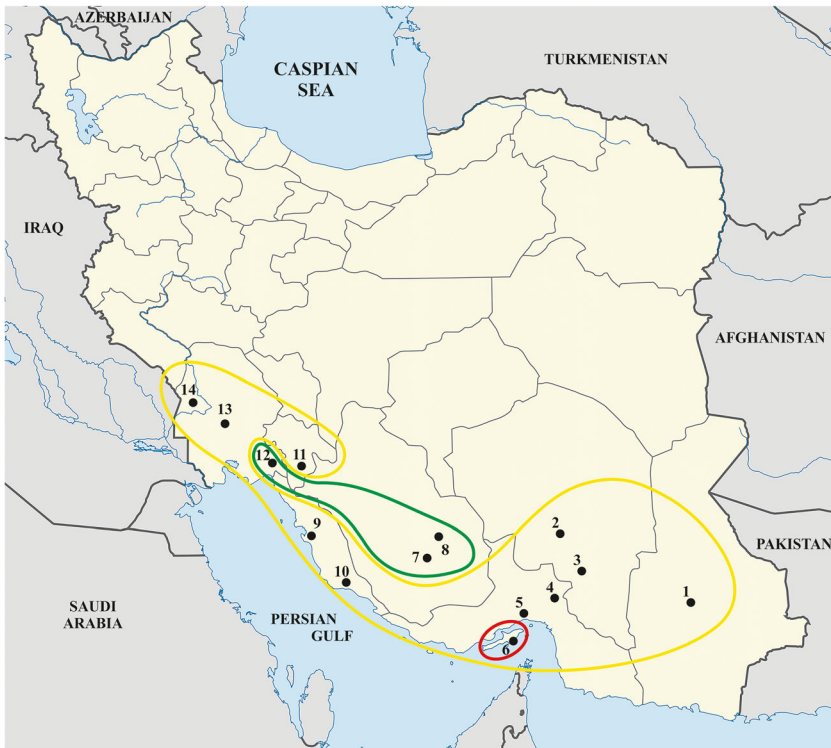 AZERBAIJAN
CASPIAN
SEA
TURKMENISTAN
IRAQ
AFGHANISTAN
14
13
12
11
9
8
7
10
2
3
4
5
1
6
PAKISTAN
SAUDI
ARABIA
PERSIAN
GULF